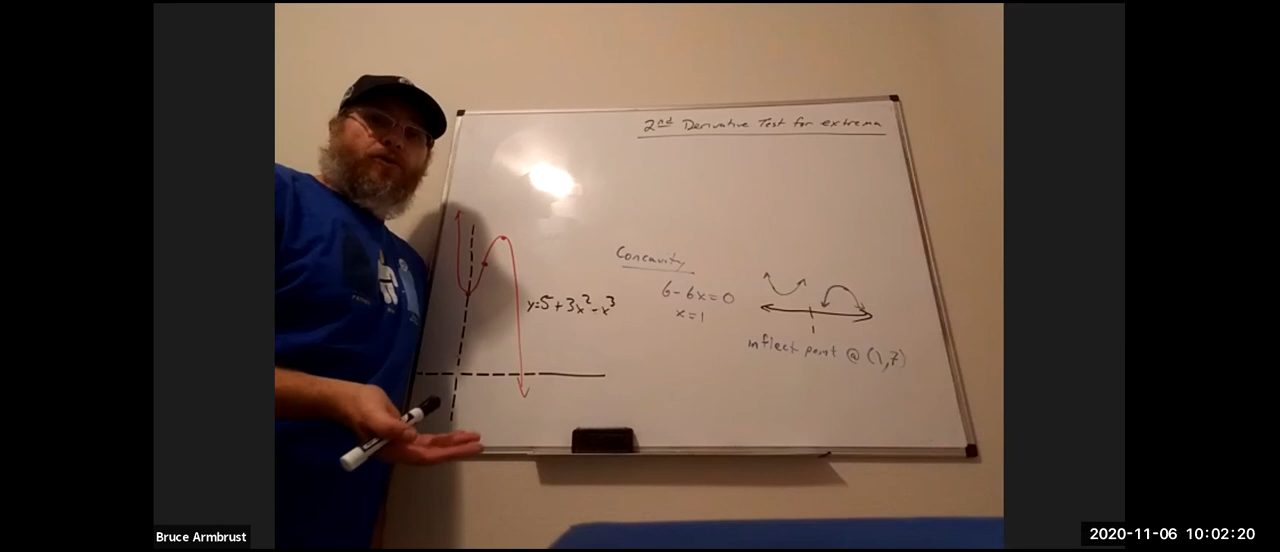 2nd Derivative Test for extrema
Concavity
6-6x=0
x=1
y=5+3x²-x³
1
inflect point @ (1,7)
Bruce Armbrust
2020-11-06 10:02:20